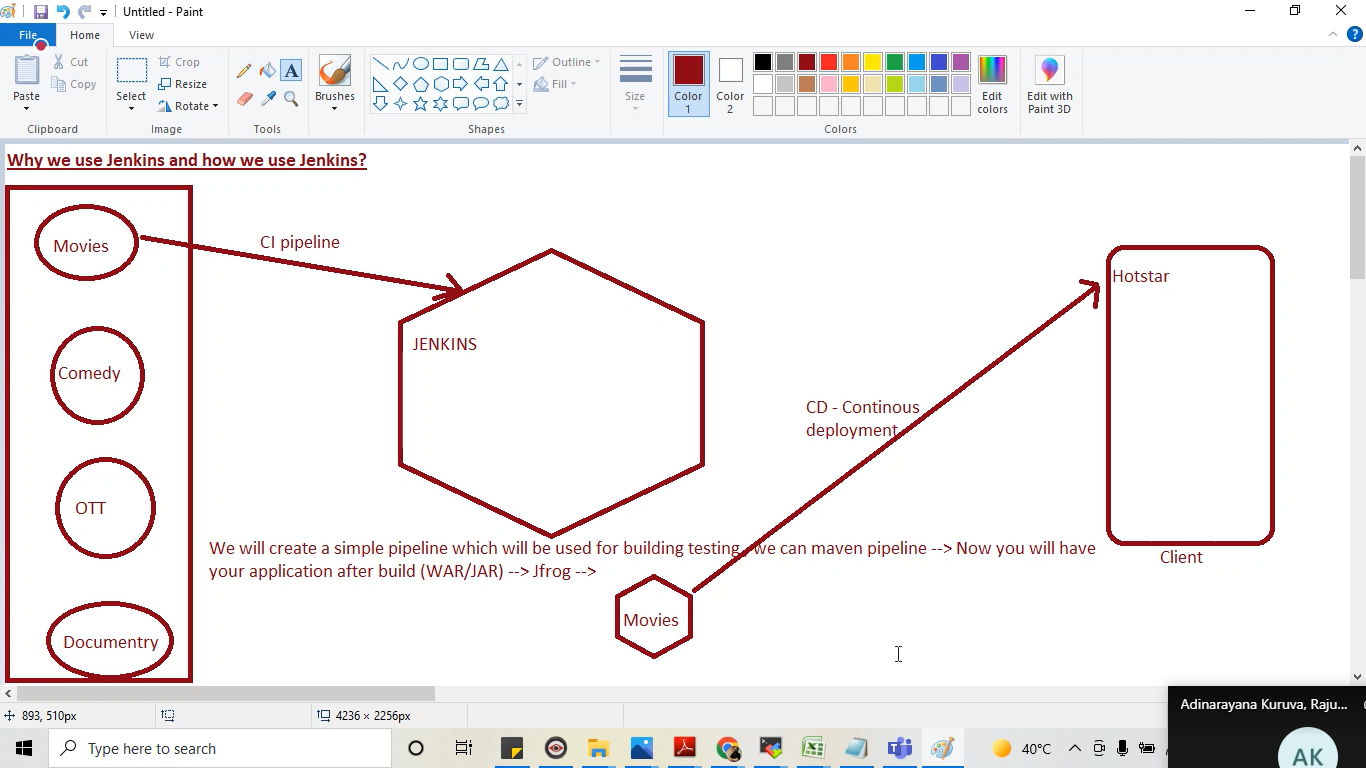 Untitled - Paint
File Home View
Paste
Cut
Copy
Clipboard
Select
Crop
Resize
Rotate
Image
Tools
Brushes
Shapes
Outline
Fill
Size
Color 1
Color 2
Colors
Edit colors
Edit with Paint 3D
Why we use Jenkins and how we use Jenkins?
Movies
CI pipeline
Hotstar
JENKINS
Comedy
CD - Continous
deployment
OTT
We will create a simple pipeline which will be used for building testing, we can maven pipeline --> Now you will have
your application after build (WAR/JAR) --> Jfrog -->
Client
Movies
Documentry
893, 510px
4236 × 2256px
Adinarayana Kuruva, Raju...
AK
Type here to search
40°C